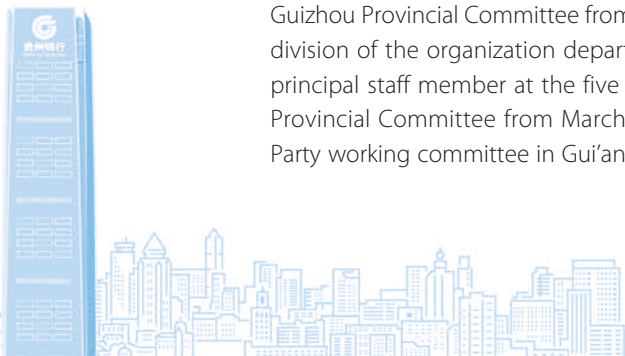 Guizhou Provincial Committee from
division of the organization depar
principal staff member at the five
Provincial Committee from March
Party working committee in Gui'an
贵州银行